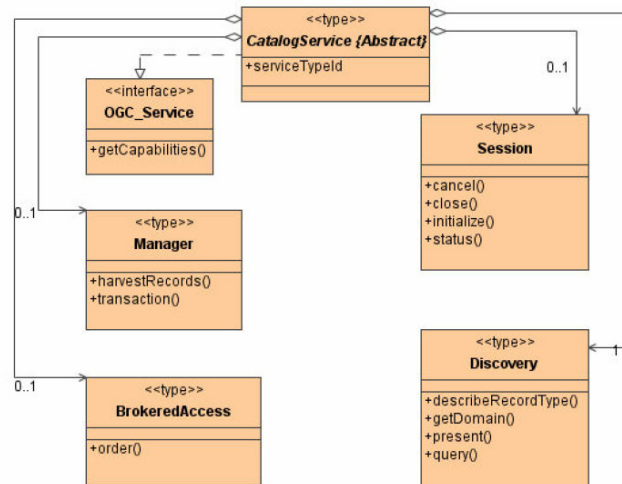 <<type>>
CatalogService {Abstract}
+serviceTypeId
<<interface>>
OGC_Service
+getCapabilities()
0..1
<<type>>
Session
+cancel()
+close()
+initialize()
+status()
0..1
<<type>>
Manager
+harvestRecords()
+transaction()
0..1
<<type>>
BrokeredAccess
+order()
1
<<type>>
Discovery
+describeRecordType()
+getDomain()
+present()
+query()